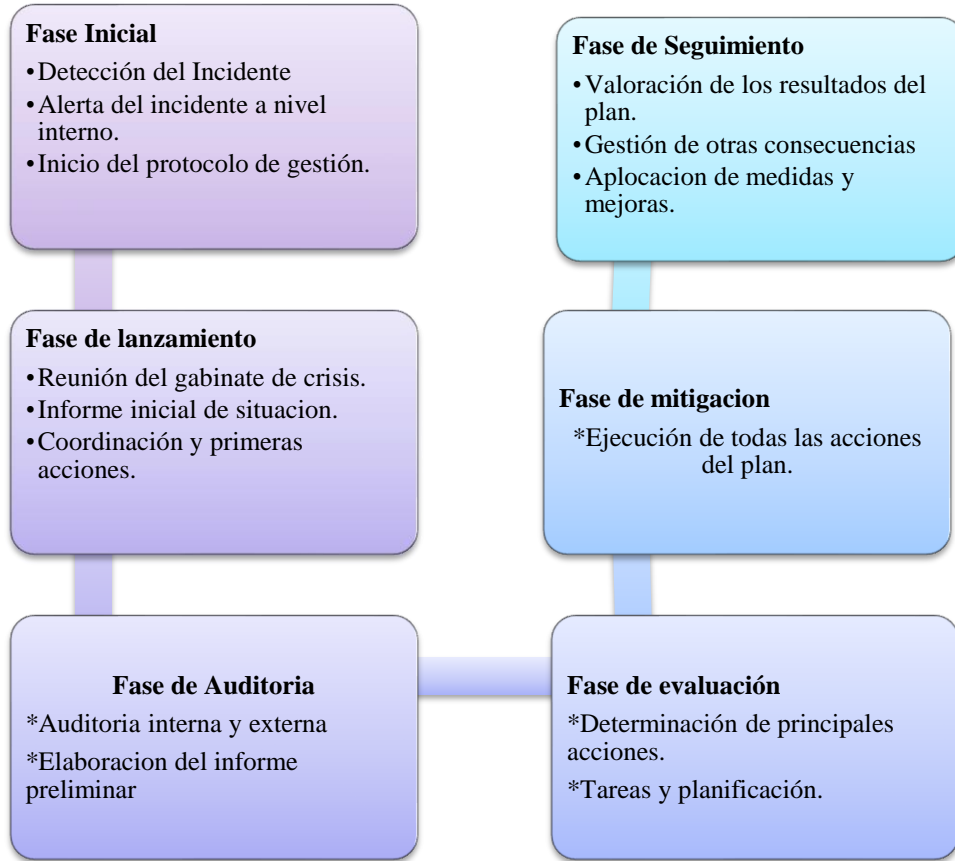 Fase Inicial
•Detección del Incidente
•Alerta del incidente a nivel
interno.
•Inicio del protocolo de gestión.
Fase de lanzamiento
•Reunión del gabinate de crisis.
•Informe inicial de situacion.
•Coordinación y primeras
acciones.
Fase de Auditoria
*Auditoria interna y externa
*Elaboracion del informe
preliminar
Fase de evaluación
*Determinación de principales
acciones.
*Tareas y planificación.
Fase de mitigacion
*Ejecución de todas las acciones
del plan.
Fase de Seguimiento
•Valoración de los resultados del
plan.
•Gestión de otras consecuencias
•Aplocacion de medidas y
mejoras.